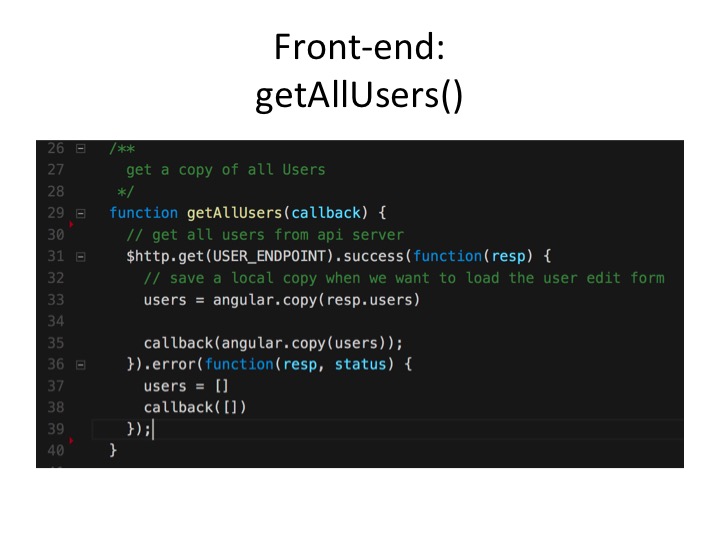 Front-end:
getAllUsers()
26 /**
27 get a copy of all Users
28 */
29 function getAllUsers(callback) {
30 // get all users from api server
31 $http.get(USER_ENDPOINT).success(function(resp) {
32 // save a local copy when we want to load the user edit form
33 users = angular.copy(resp.users)
34
35 callback(angular.copy(users));
36 }).error(function(resp, status) {
37 users = []
38 callback([])
39 });
40 }